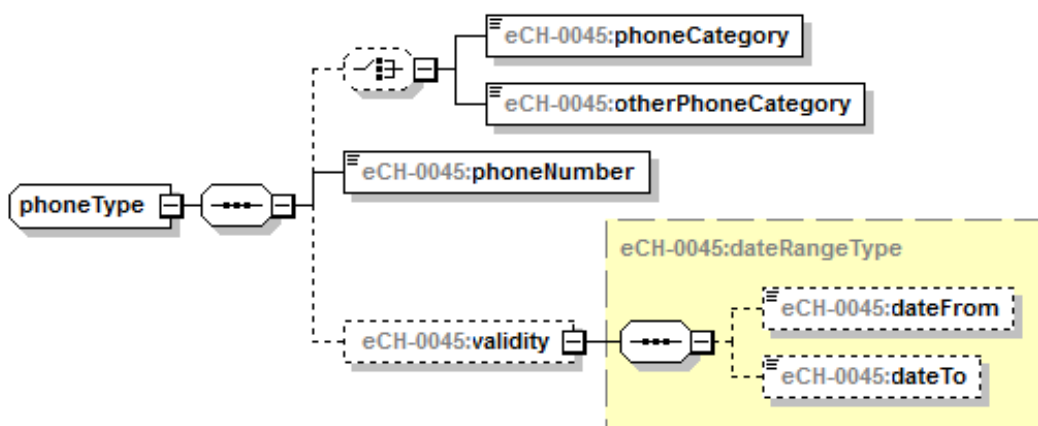 eCH-0045:phoneCategory
eCH-0045:otherPhoneCategory
eCH-0045:phoneNumber
phoneType
eCH-0045:dateRangeType
eCH-0045:dateFrom
eCH-0045:validity
eCH-0045:dateTo